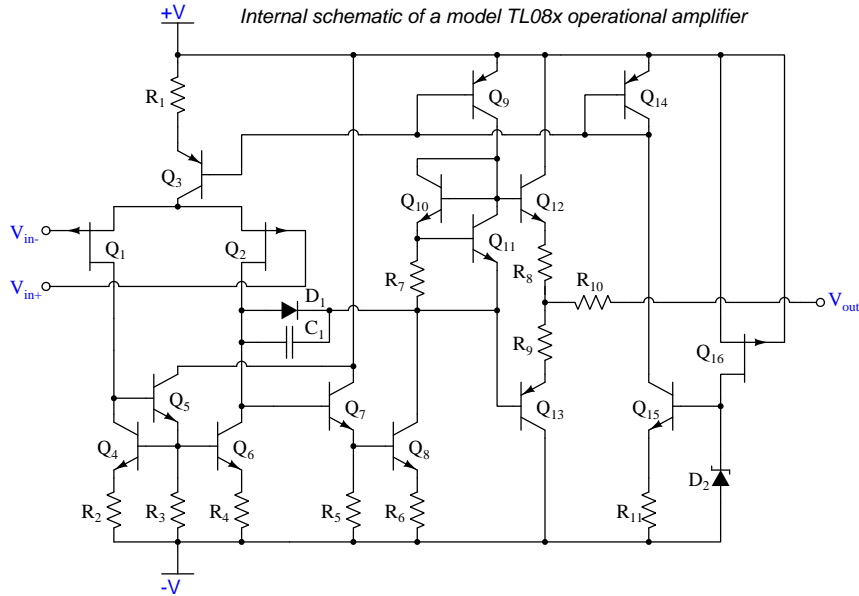 Internal schematic of a model TL08x operational amplifier
+V
R1
Q9
Q14
Q3
Q10
Q12
Vin-
Q1
Q2
Q11
R7
R8
R10
Vin+
D1
C1
Vout
R9
Q16
Q5
Q7
Q13
Q15
Q4
Q6
Q8
D2
R2
R3
R4
R5
R6
R11
-V